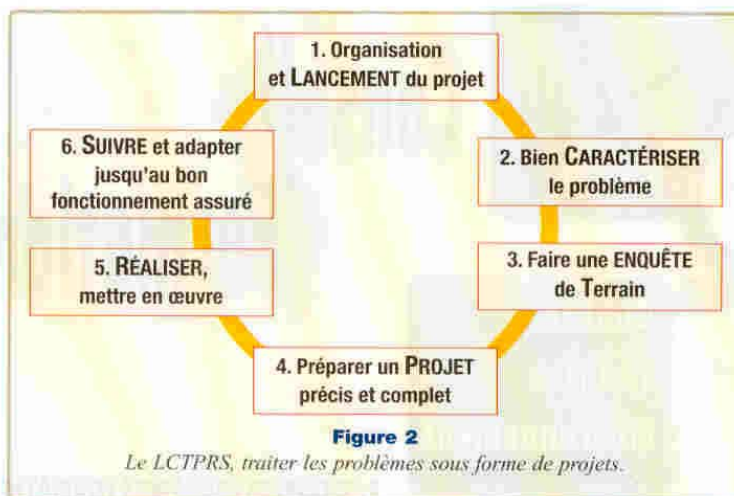 1. Organisation
et LANCEMENT du projet
2. Bien CARACTÉRISER
le problème
3. Faire une ENQUÊTE
de Terrain
4. Préparer un PROJET
précis et complet
5. RÉALISER,
mettre en œuvre
6. SUIVRE et adapter
jusqu'au bon
fonctionnement assuré
Figure 2
Le LCTPRS, traiter les problèmes sous forme de projets.